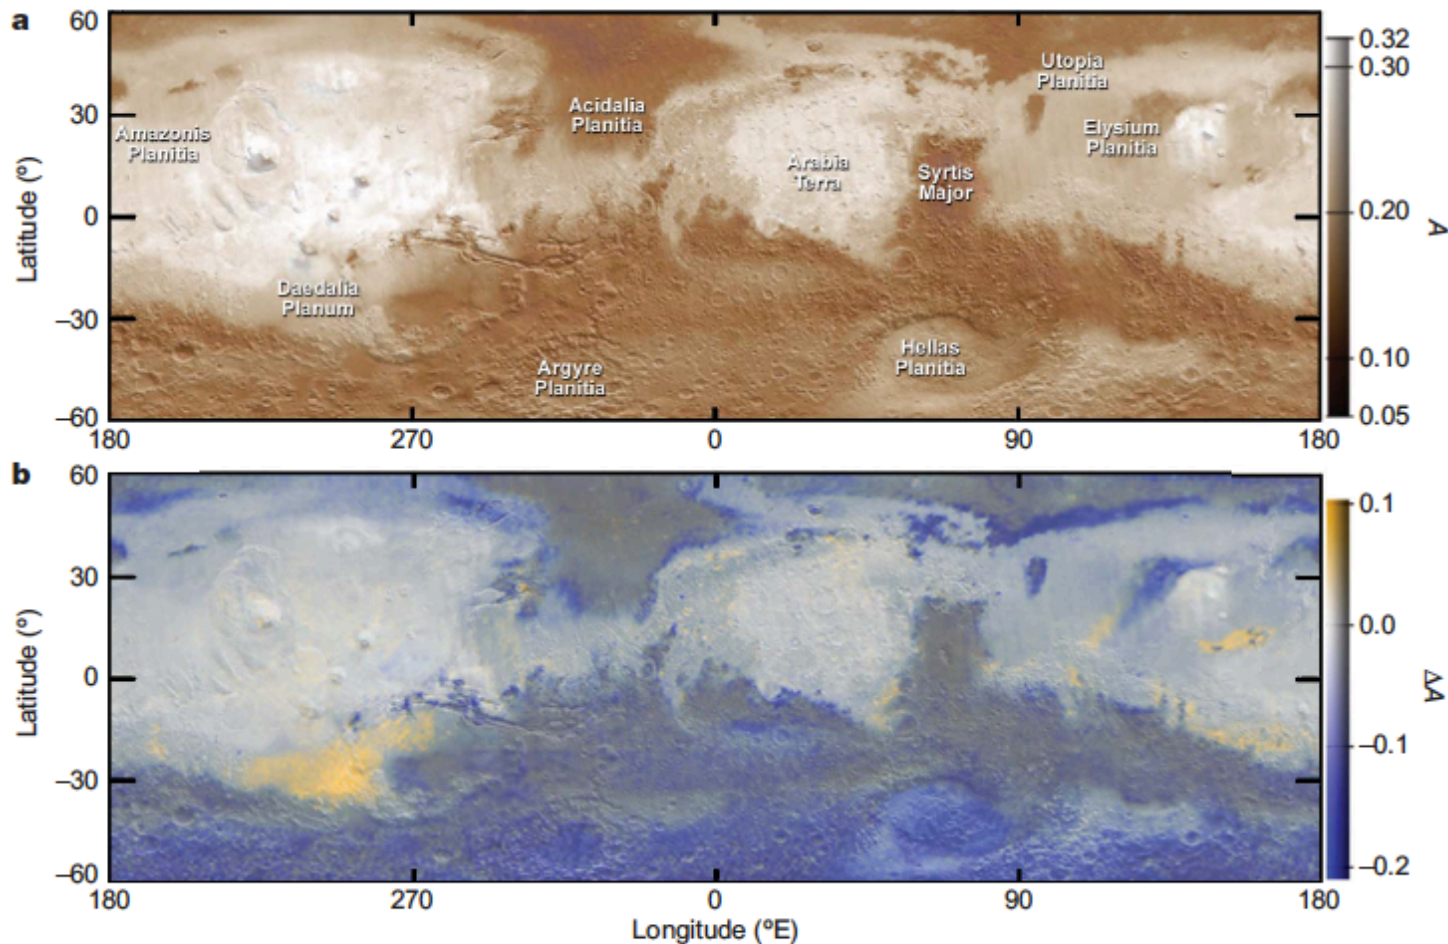 a
60
30
0
–30
–60
Latitude (º)
180
270
0
90
180
Amazonis
Planitia
Acidalia
Planitia
Arabia
Terra
Syrtis
Major
Utopia
Planitia
Elysium
Planitia
Daedalia
Planum
Argyre
Planitia
Hellas
Planitia
0.32
0.30
0.20
0.10
0.05
A
b
60
30
0
–30
–60
Latitude (º)
180
270
0
90
180
Longitude (ºE)
0.1
0.0
–0.1
–0.2
ΔA